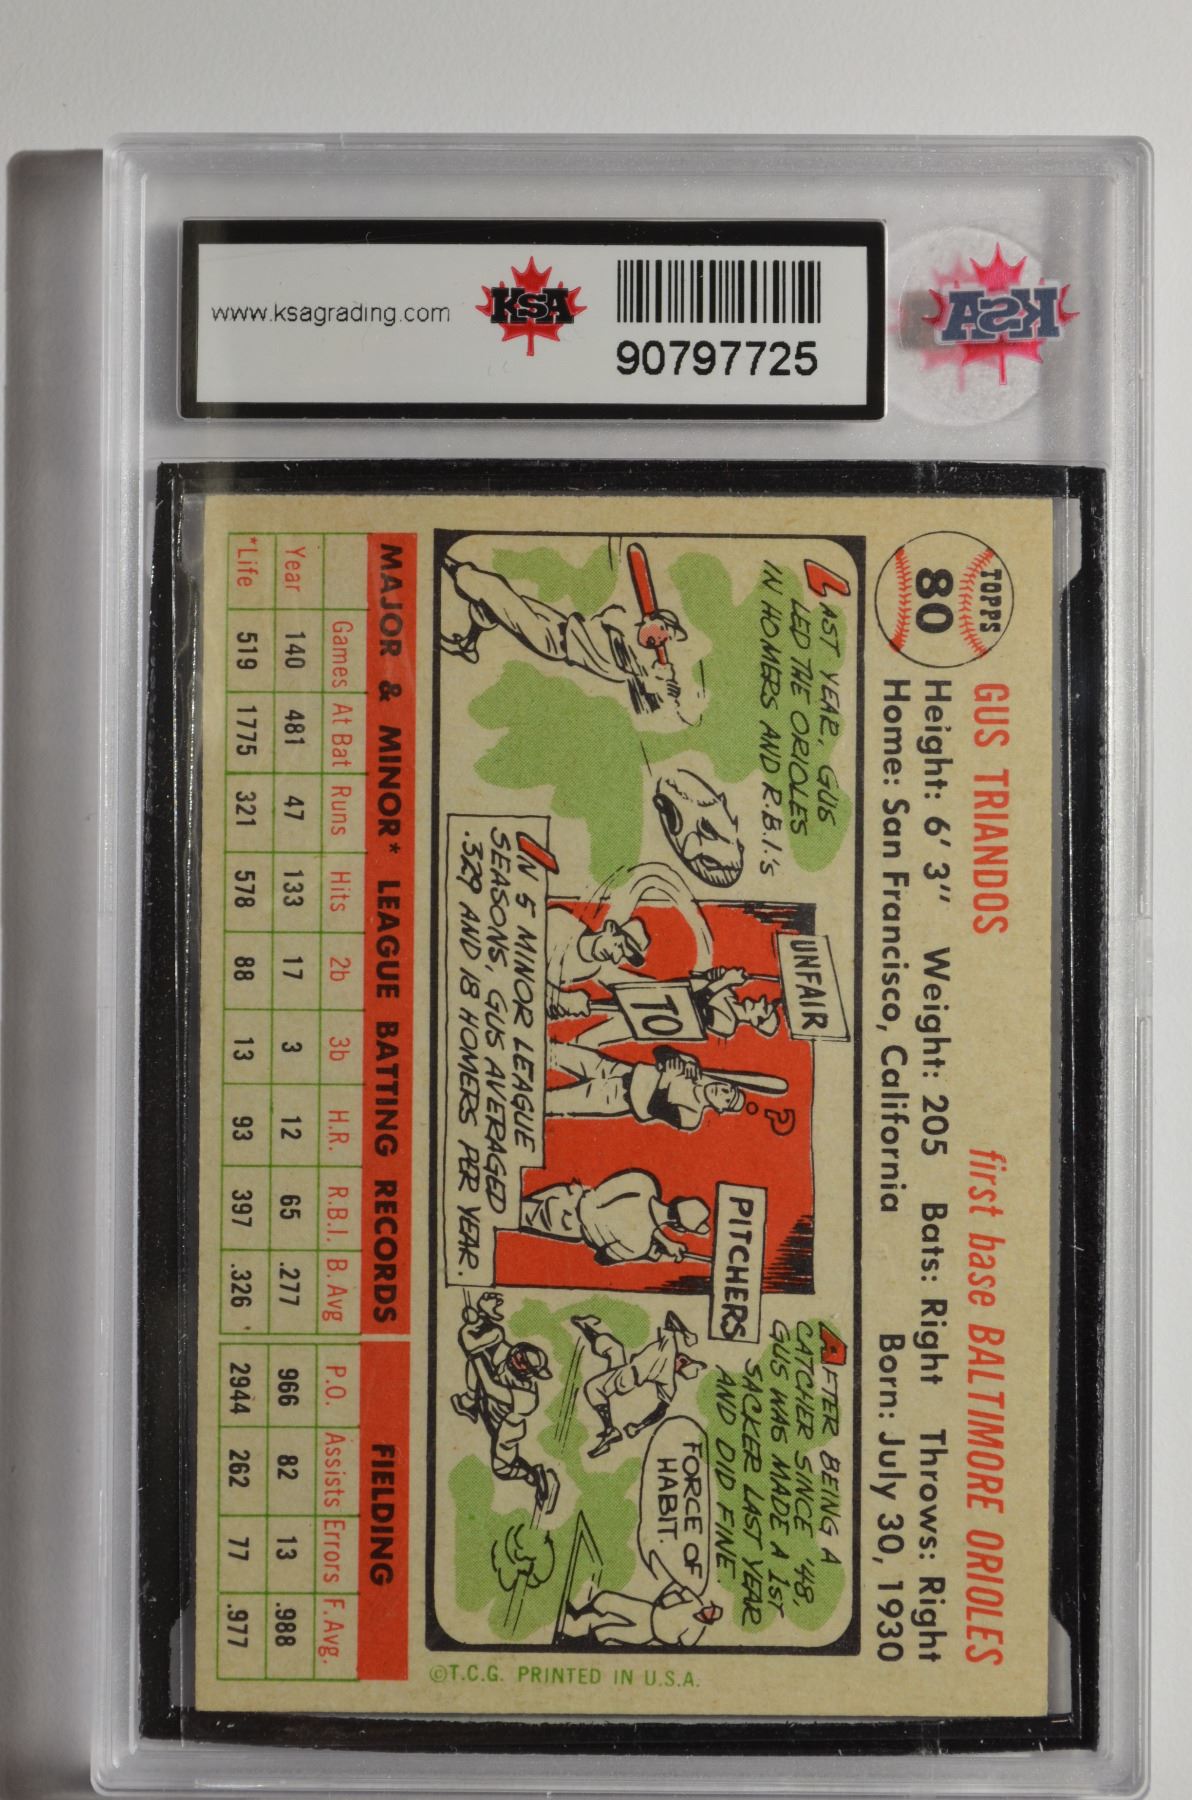 www.ksagrading.com
KSA
90797725
KSA
TOPPS
80
GUS TRIANDOS
first base BALTIMORE ORIOLES
Height: 6' 3" Weight: 205 Bats: Right Throws: Right
Home: San Francisco, California Born: July 30, 1930
LAST YEAR, GUS
LED THE ORIOLES
IN HOMERS AND R.B.I.'s
UNFAIR
TO
?
PITCHERS
IN 5 MINOR LEAGUE
SEASONS, GUS AVERAGED
.329 AND 18 HOMERS PER YEAR.
AFTER BEING A
CATCHER SINCE '48,
GUS WAS MADE A 1ST
SACKER LAST YEAR
AND DID FINE.
FORCE OF
HABIT.
©T.C.G. PRINTED IN U.S.A.
MAJOR & MINOR* LEAGUE BATTING RECORDS FIELDING
Games At Bat Runs Hits 2b 3b H.R. R.B.I. B. Avg P.O. Assists Errors F. Avg.
Year 140 481 47 133 17 3 12 65 .277 966 82 13 .988
*Life 519 1775 321 578 88 13 93 397 .326 2944 262 77 .977